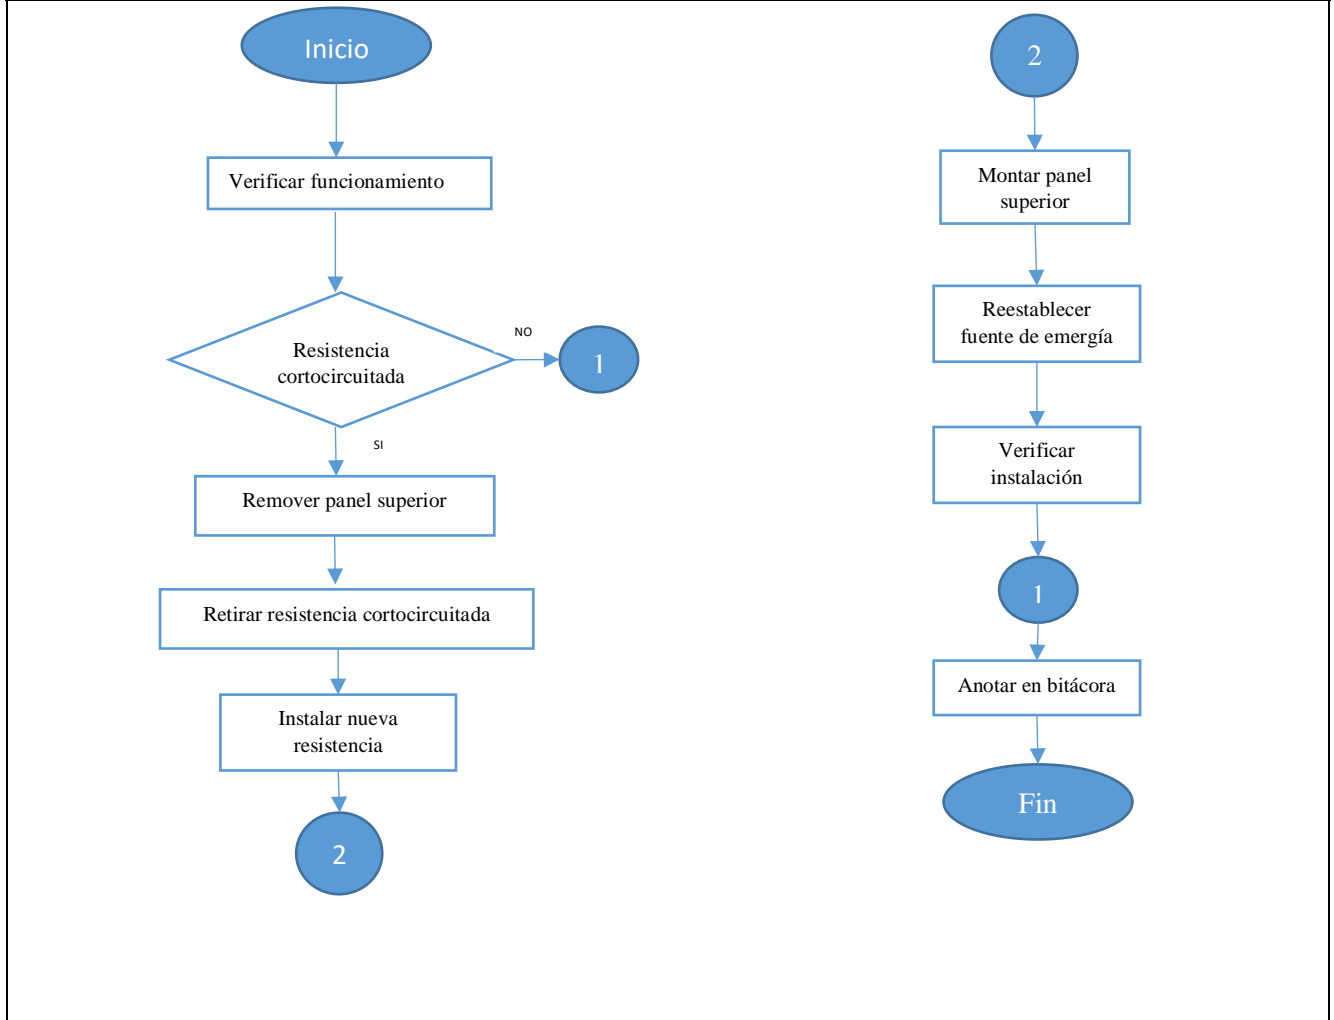 Inicio
Verificar funcionamiento
Resistencia
cortocircuitada
NO
1
SI
Remover panel superior
Retirar resistencia cortocircuitada
Instalar nueva
resistencia
2
2
Montar panel
superior
Reestablecer
fuente de emergía
Verificar
instalación
1
Anotar en bitácora
Fin